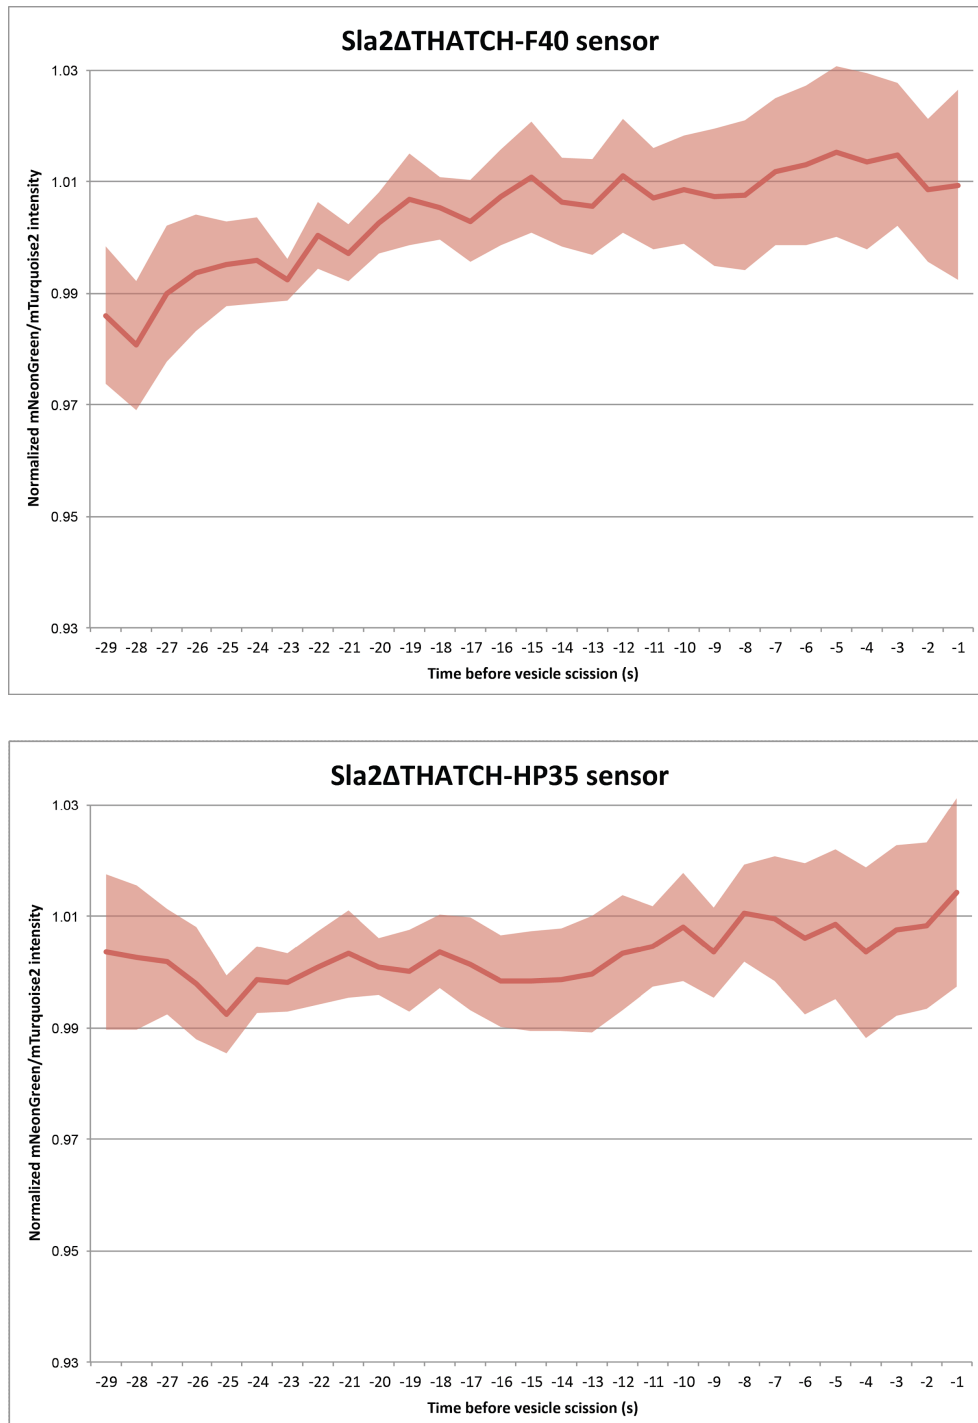 Sla2ΔTHATCH-F40 sensor
Normalized mNeonGreen/mTurquoise2 intensity
1.03
1.01
0.99
0.97
0.95
0.93
-29 -28 -27 -26 -25 -24 -23 -22 -21 -20 -19 -18 -17 -16 -15 -14 -13 -12 -11 -10 -9 -8 -7 -6 -5 -4 -3 -2 -1
Time before vesicle scission (s)
Sla2ΔTHATCH-HP35 sensor
Normalized mNeonGreen/mTurquoise2 intensity
1.03
1.01
0.99
0.97
0.95
0.93
-29 -28 -27 -26 -25 -24 -23 -22 -21 -20 -19 -18 -17 -16 -15 -14 -13 -12 -11 -10 -9 -8 -7 -6 -5 -4 -3 -2 -1
Time before vesicle scission (s)